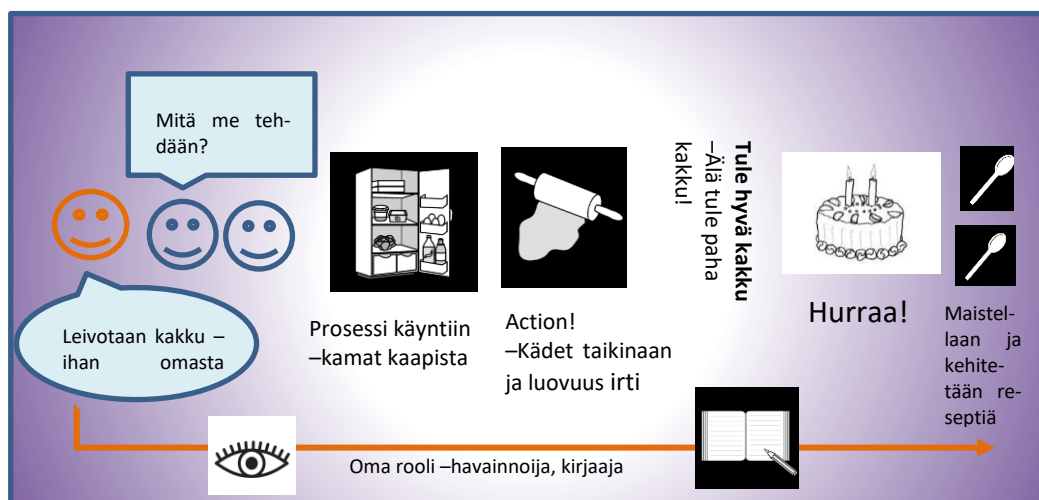 Mitä me teh-
dään?
Leivotaan kakku –
ihan omasta
Prosessi käyntiin
–kamat kaapista
Action!
–Kädet taikinaan
ja luovuus irti
Tule hyvä kakku
–Älä tule paha
kakku!
Hurraa!
Maistel-
laan ja
kehite-
tään re-
septiä
Oma rooli –havainnoija, kirjaaja